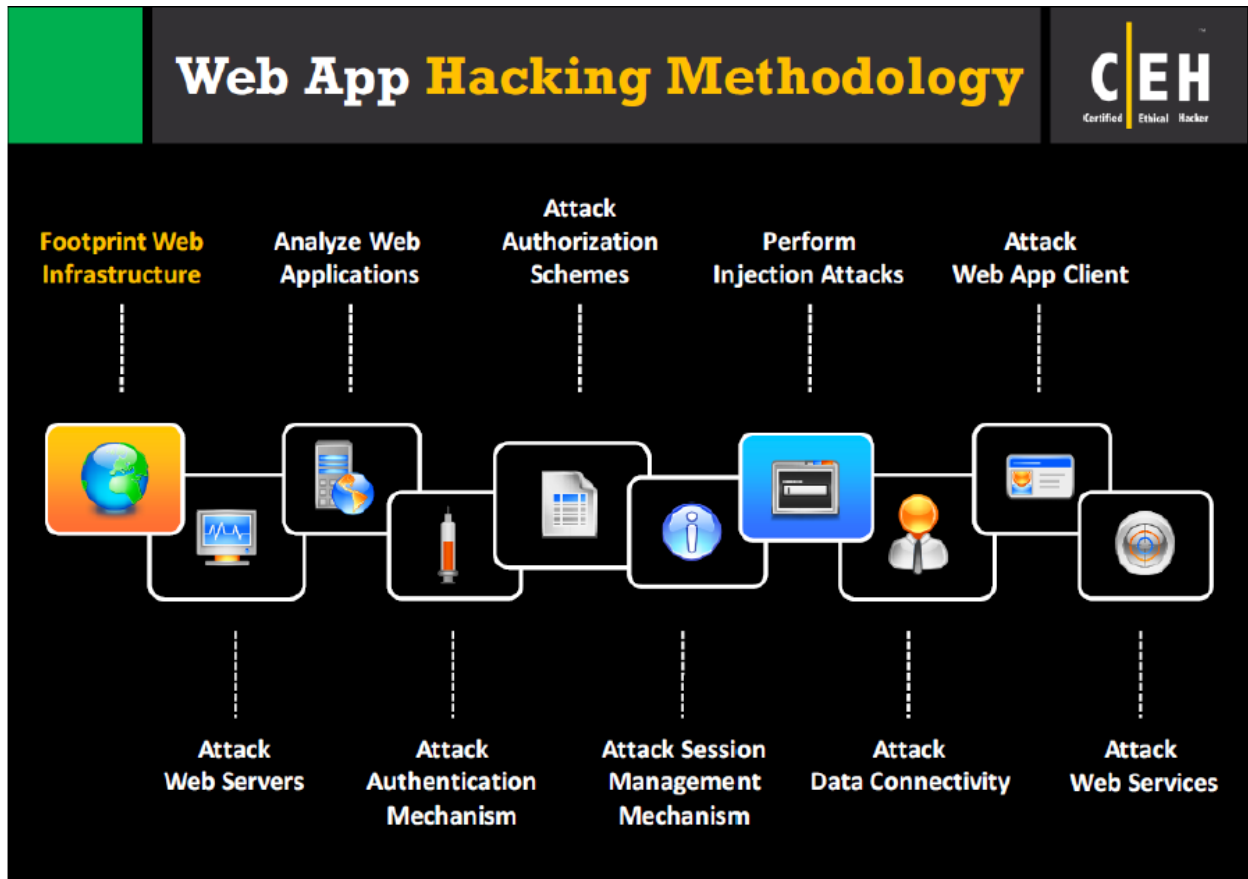 Web App Hacking Methodology
C|EH
Certified Ethical Hacker
Footprint Web
Infrastructure
Attack
Web Servers
Analyze Web
Applications
Attack
Authentication
Mechanism
Attack
Authorization
Schemes
Attack Session
Management
Mechanism
Perform
Injection Attacks
Attack
Data Connectivity
Attack
Web App Client
Attack
Web Services